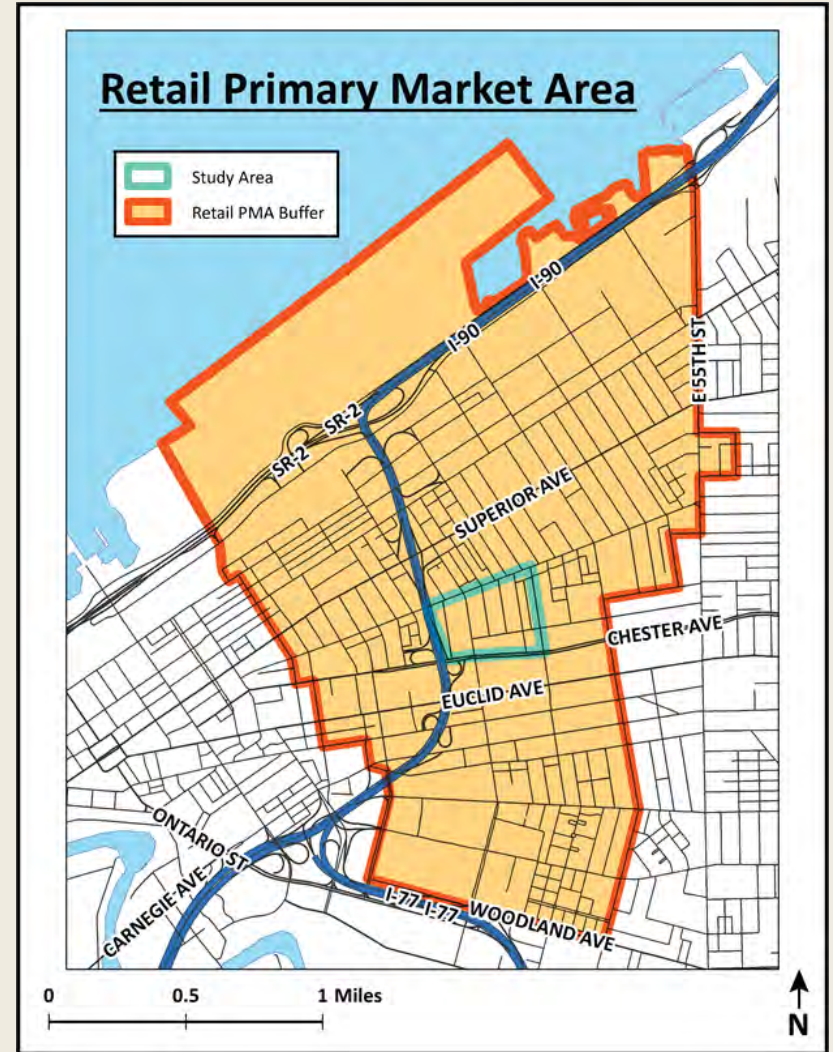 Retail Primary Market Area
Study Area
Retail PMA Buffer
I-90
I-90
E 55TH ST
SR-2
SR-2
SUPERIOR AVE
CHESTER AVE
EUCLID AVE
ONTARIO ST
CARNEGIE AVE
I-77 I-77
WOODLAND AVE
0 0.5 1 Miles
N